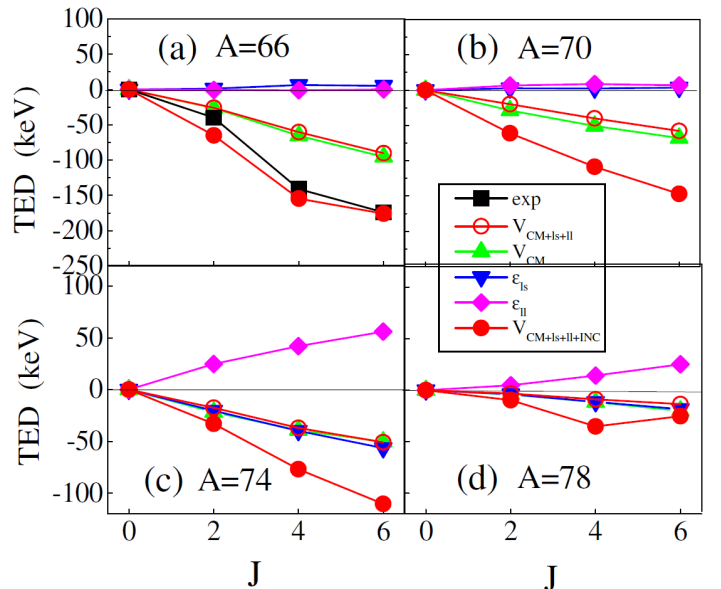 100
50
0
-50
-100
-150
-200
-250
TED (keV)
(a) A=66
(b) A=70
exp
V_CM+ls+ll
V_CM
ε_ls
ε_ll
V_CM+ls+ll+INC
100
50
0
-50
-100
TED (keV)
(c) A=74
(d) A=78
0 2 4 6
0 2 4 6
J
J